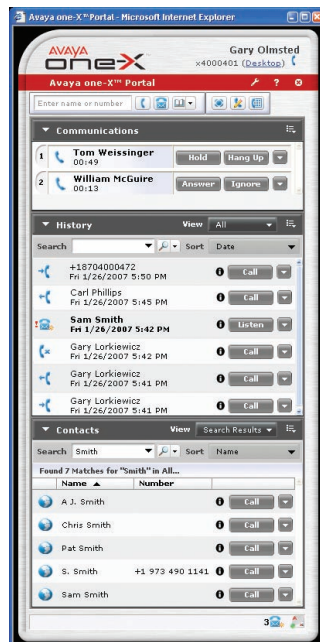 Avaya one-X™Portal - Microsoft Internet Explorer
AVAYA
one-X™
Gary Olmsted
x4000401 (Desktop)
Avaya one-X™ Portal
?
Enter name or number
Communications
1 Tom Weissinger Hold Hang Up
00:49
2 William McGuire Answer Ignore
00:13
History View All
Search Sort Date
+18704000472 Call
Fri 1/26/2007 5:50 PM
Carl Phillips Call
Fri 1/26/2007 5:45 PM
Sam Smith Listen
Fri 1/26/2007 5:42 PM
Gary Lorkiewicz Call
Fri 1/26/2007 5:42 PM
Gary Lorkiewicz Call
Fri 1/26/2007 5:41 PM
Gary Lorkiewicz Call
Fri 1/26/2007 5:41 PM
Contacts View Search Results
Search Smith Sort Name
Found 7 Matches for "Smith" in All...
Name Number
A J. Smith Call
Chris Smith Call
Pat Smith Call
S. Smith +1 973 490 1141 Call
Sam Smith Call
3